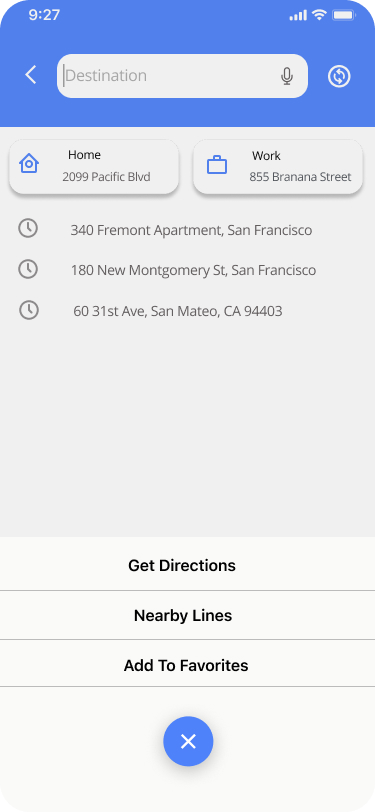 9:27
Destination
Home
2099 Pacific Blvd
Work
855 Branana Street
340 Fremont Apartment, San Francisco
180 New Montgomery St, San Francisco
60 31st Ave, San Mateo, CA 94403
Get Directions
Nearby Lines
Add To Favorites